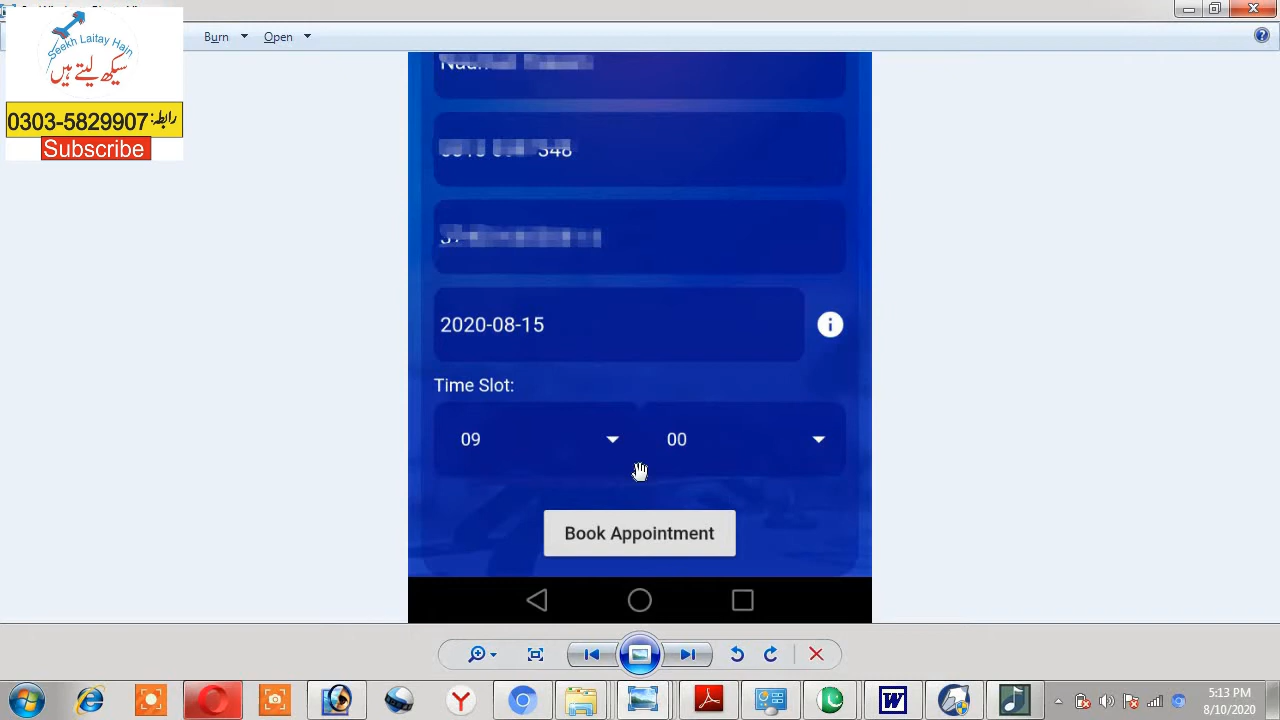 Seekh Laitay Hain
سیکھ لیتے ہیں
رابطہ:
0303-5829907
Subscribe
Burn
Open
348
2020-08-15
Time Slot:
09
00
Book Appointment
5:13 PM
8/10/2020